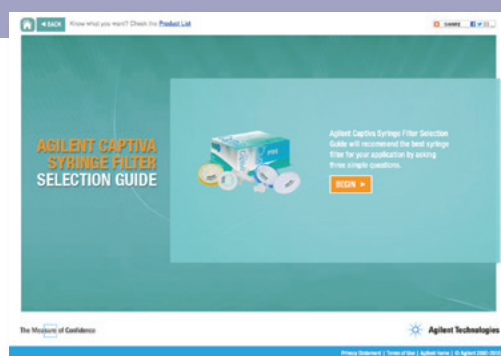 BACK Know what you want? Check the Product List
SHARE
AGILENT CAPTIVA
SYRINGE FILTER
SELECTION GUIDE
Agilent Captiva Syringe Filter Selection
Guide will recommend the best syringe
filter for your application by asking
three simple questions.
BEGIN
The Measure of Confidence
Agilent Technologies
Privacy Statement | Terms of Use | Agilent Home | © Agilent